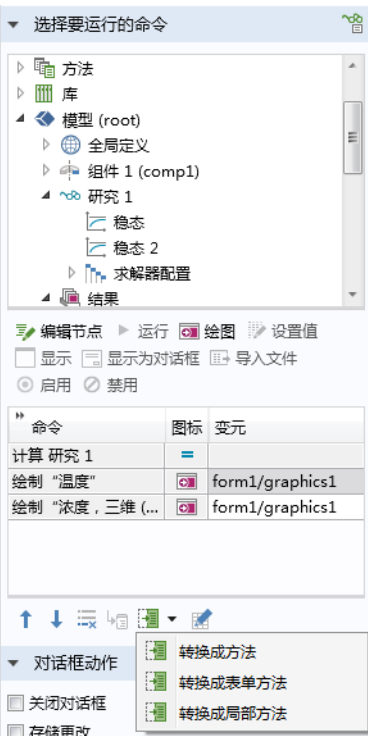 选择要运行的命令
方法
库
模型 (root)
全局定义
组件 1 (comp1)
研究 1
稳态
稳态 2
求解器配置
结果
编辑节点 运行 绘图 设置值
显示 显示为对话框 导入文件
启用 禁用
命令 图标 变元
计算 研究 1 =
绘制“温度” form1/graphics1
绘制“浓度，三维 (... form1/graphics1
转换成方法
对话框动作
转换成表单方法
关闭对话框
转换成局部方法
存储更改